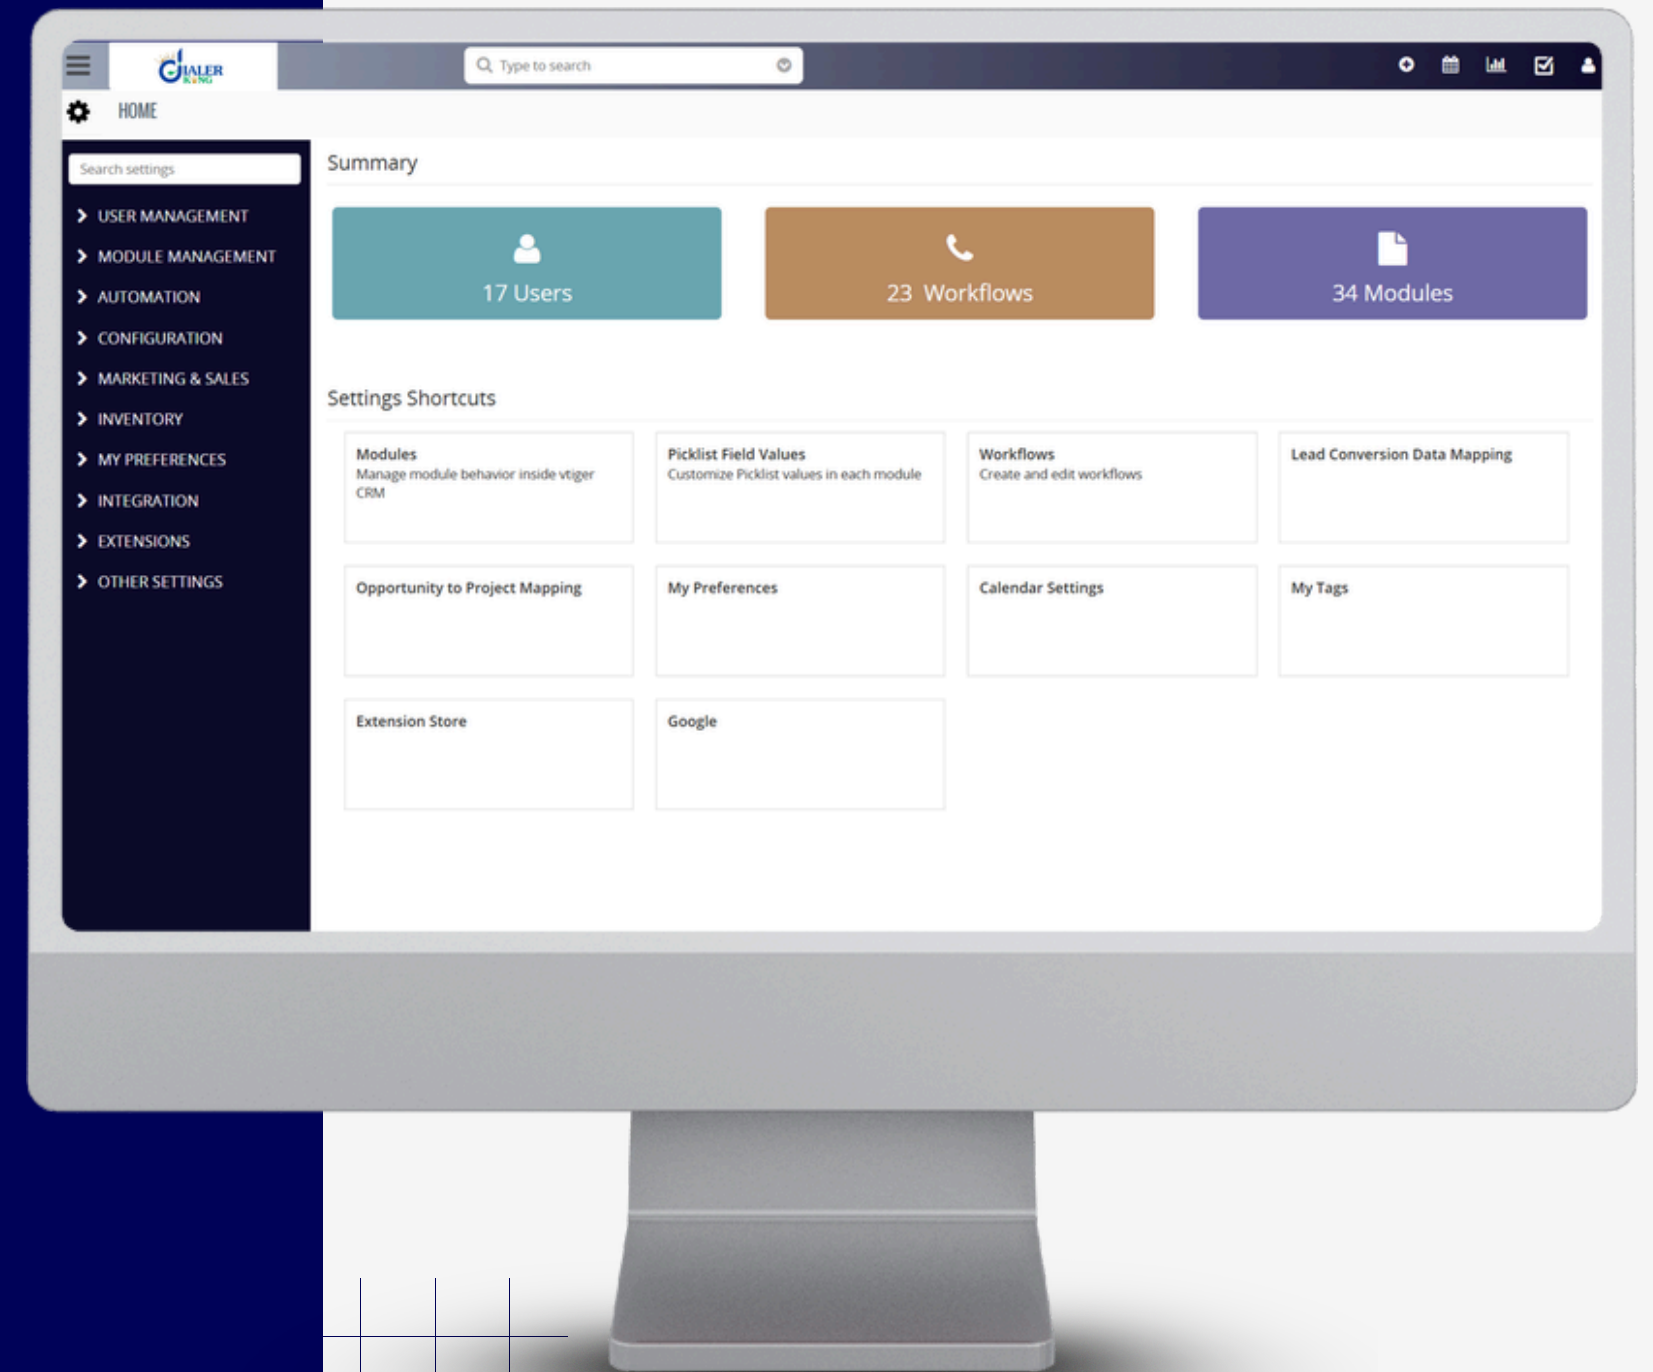 DIALER
KING
Type to search
HOME
Search settings
USER MANAGEMENT
MODULE MANAGEMENT
AUTOMATION
CONFIGURATION
MARKETING & SALES
INVENTORY
MY PREFERENCES
INTEGRATION
EXTENSIONS
OTHER SETTINGS
Summary
17 Users
23 Workflows
34 Modules
Settings Shortcuts
Modules
Manage module behavior inside vtiger
CRM
Picklist Field Values
Customize Picklist values in each module
Workflows
Create and edit workflows
Lead Conversion Data Mapping
Opportunity to Project Mapping
My Preferences
Calendar Settings
My Tags
Extension Store
Google